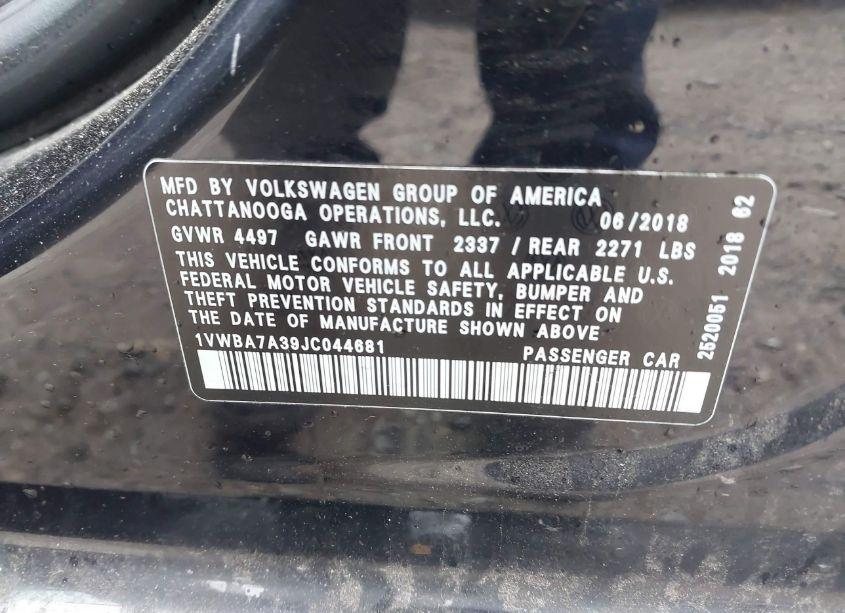 MFD BY VOLKSWAGEN GROUP OF AMERICA
CHATTANOOGA OPERATIONS, LLC. 06/2018
GVWR 4497 GAWR FRONT 2337 / REAR 2271 LBS
THIS VEHICLE CONFORMS TO ALL APPLICABLE U.S.
FEDERAL MOTOR VEHICLE SAFETY, BUMPER AND
THEFT PREVENTION STANDARDS IN EFFECT ON
THE DATE OF MANUFACTURE SHOWN ABOVE
1VWBA7A39JC044681 PASSENGER CAR
2520051 2018 62